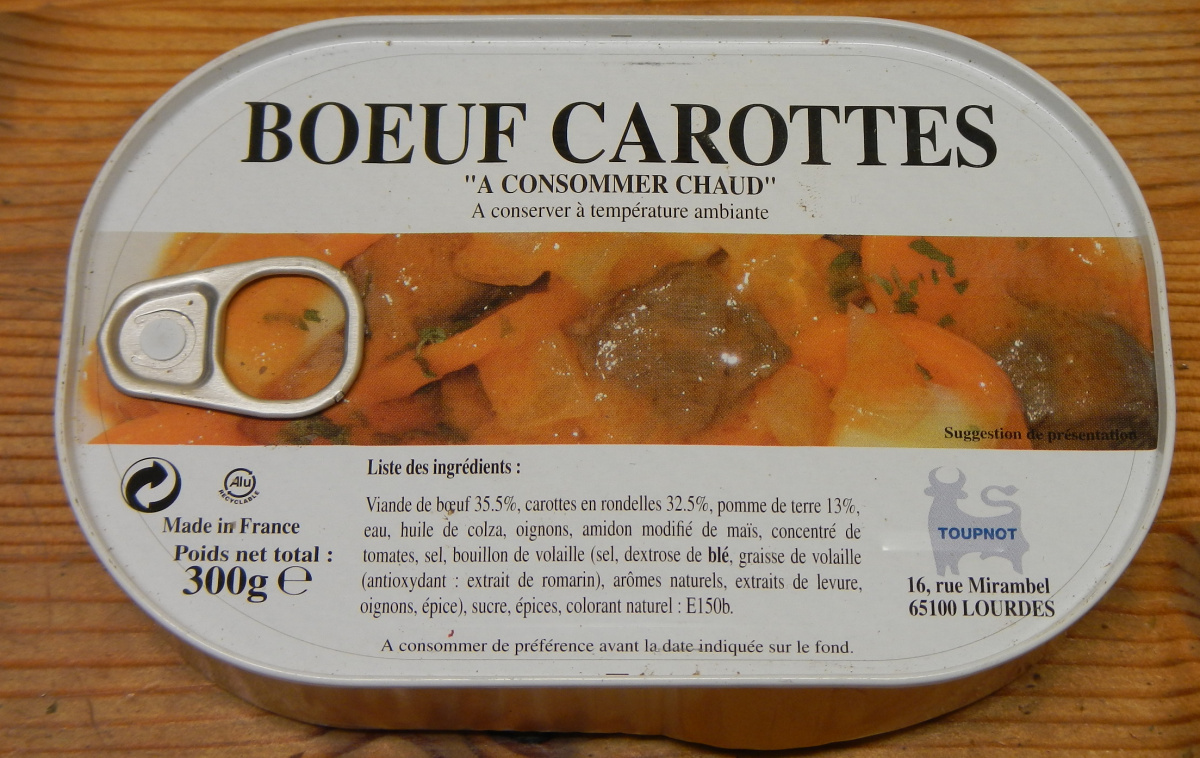 BOEUF CAROTTES
"A CONSOMMER CHAUD"
A conserver à température ambiante
Suggestion de présentation
Alu
RECYCLABLE
Made in France
Poids net total :
300g ℮
Liste des ingrédients :
Viande de bœuf 35.5%, carottes en rondelles 32.5%, pomme de terre 13%,
eau, huile de colza, oignons, amidon modifié de maïs, concentré de
tomates, sel, bouillon de volaille (sel, dextrose de blé, graisse de volaille
(antioxydant : extrait de romarin), arômes naturels, extraits de levure,
oignons, épice), sucre, épices, colorant naturel : E150b.
A consommer de préférence avant la date indiquée sur le fond.
TOUPNOT
16, rue Mirambel
65100 LOURDES